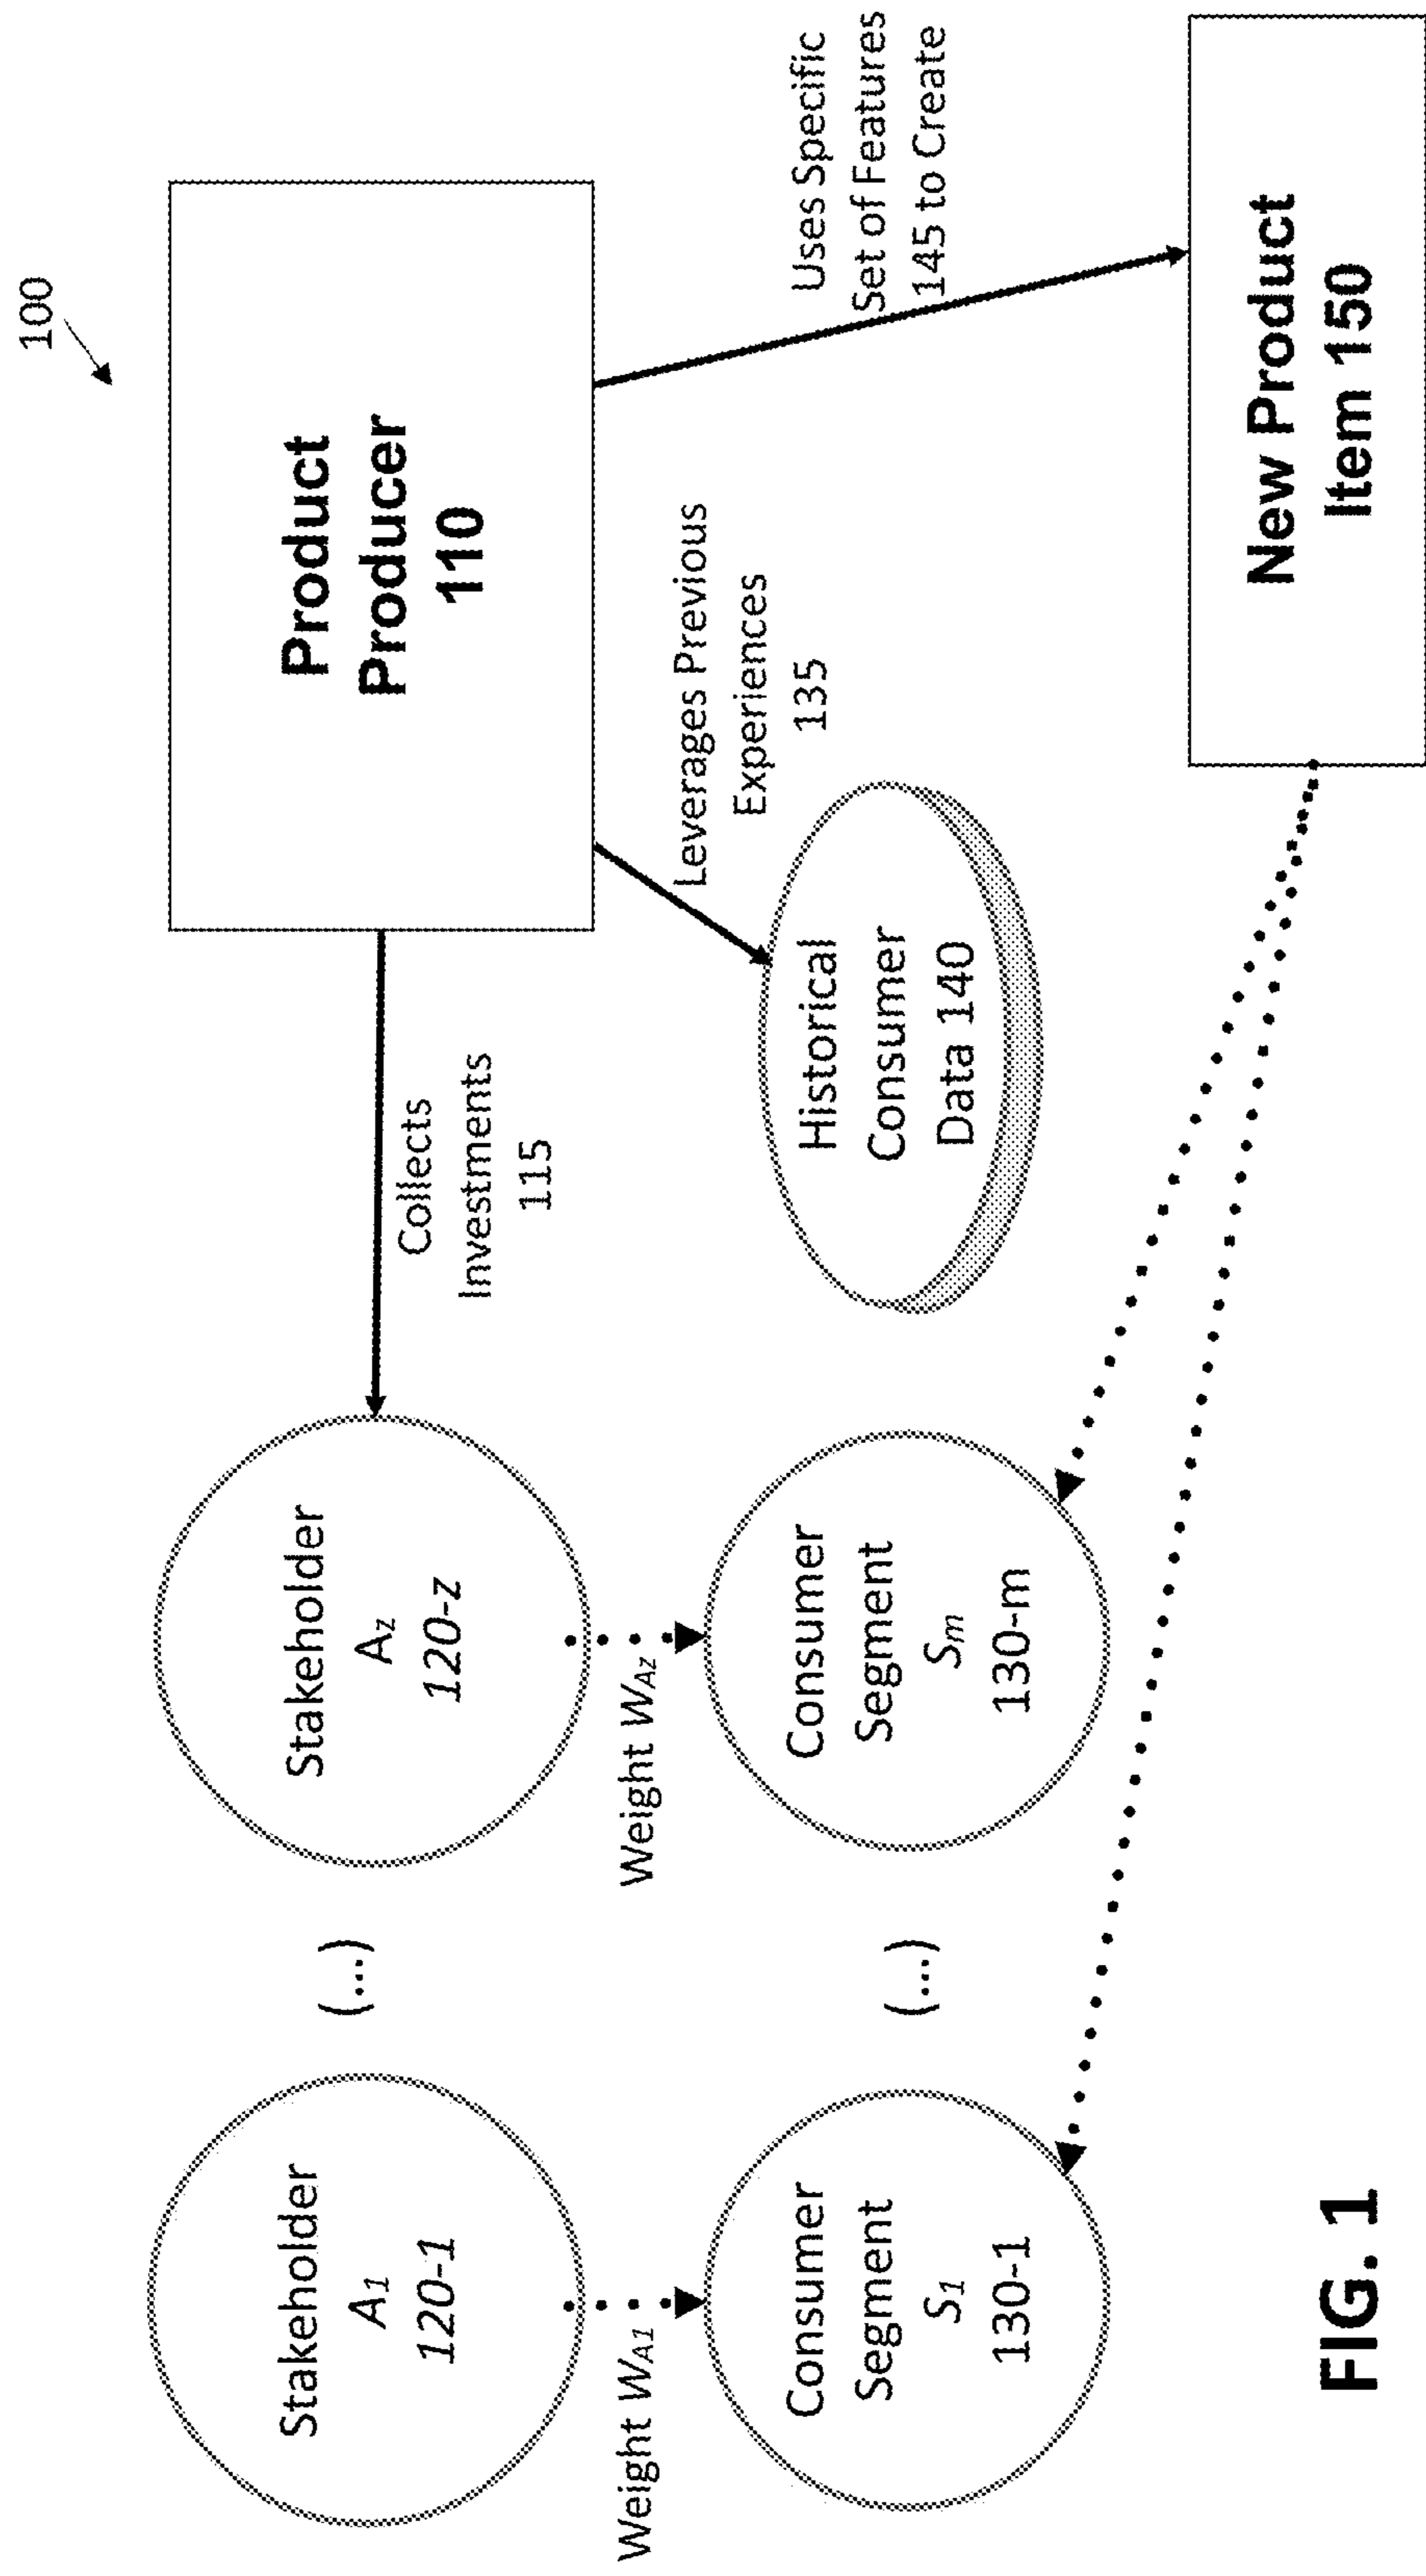 100
Stakeholder
A1
120-1
(...)
Stakeholder
Az
120-z
Collects
Investments
115
Product
Producer
110
Weight WA1
Weight WAz
Leverages Previous
Experiences
135
Uses Specific
Set of Features
145 to Create
Consumer
Segment
S1
130-1
(...)
Consumer
Segment
Sm
130-m
Historical
Consumer
Data 140
New Product
Item 150
FIG. 1